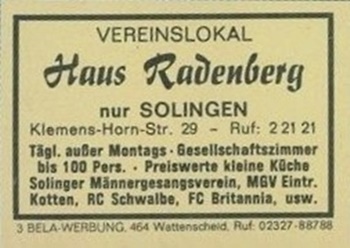 VEREINSLOKAL
Haus Radenberg
nur SOLINGEN
Klemens-Horn-Str. 29 - Ruf: 2 21 21
Tägl. außer Montags · Gesellschaftszimmer
bis 100 Pers. · Preiswerte kleine Küche
Solinger Männergesangsverein, MGV Eintr.
Kotten, RC Schwalbe, FC Britannia, usw.
3 BELA-WERBUNG, 464 Wattenscheid, Ruf: 02327-88788